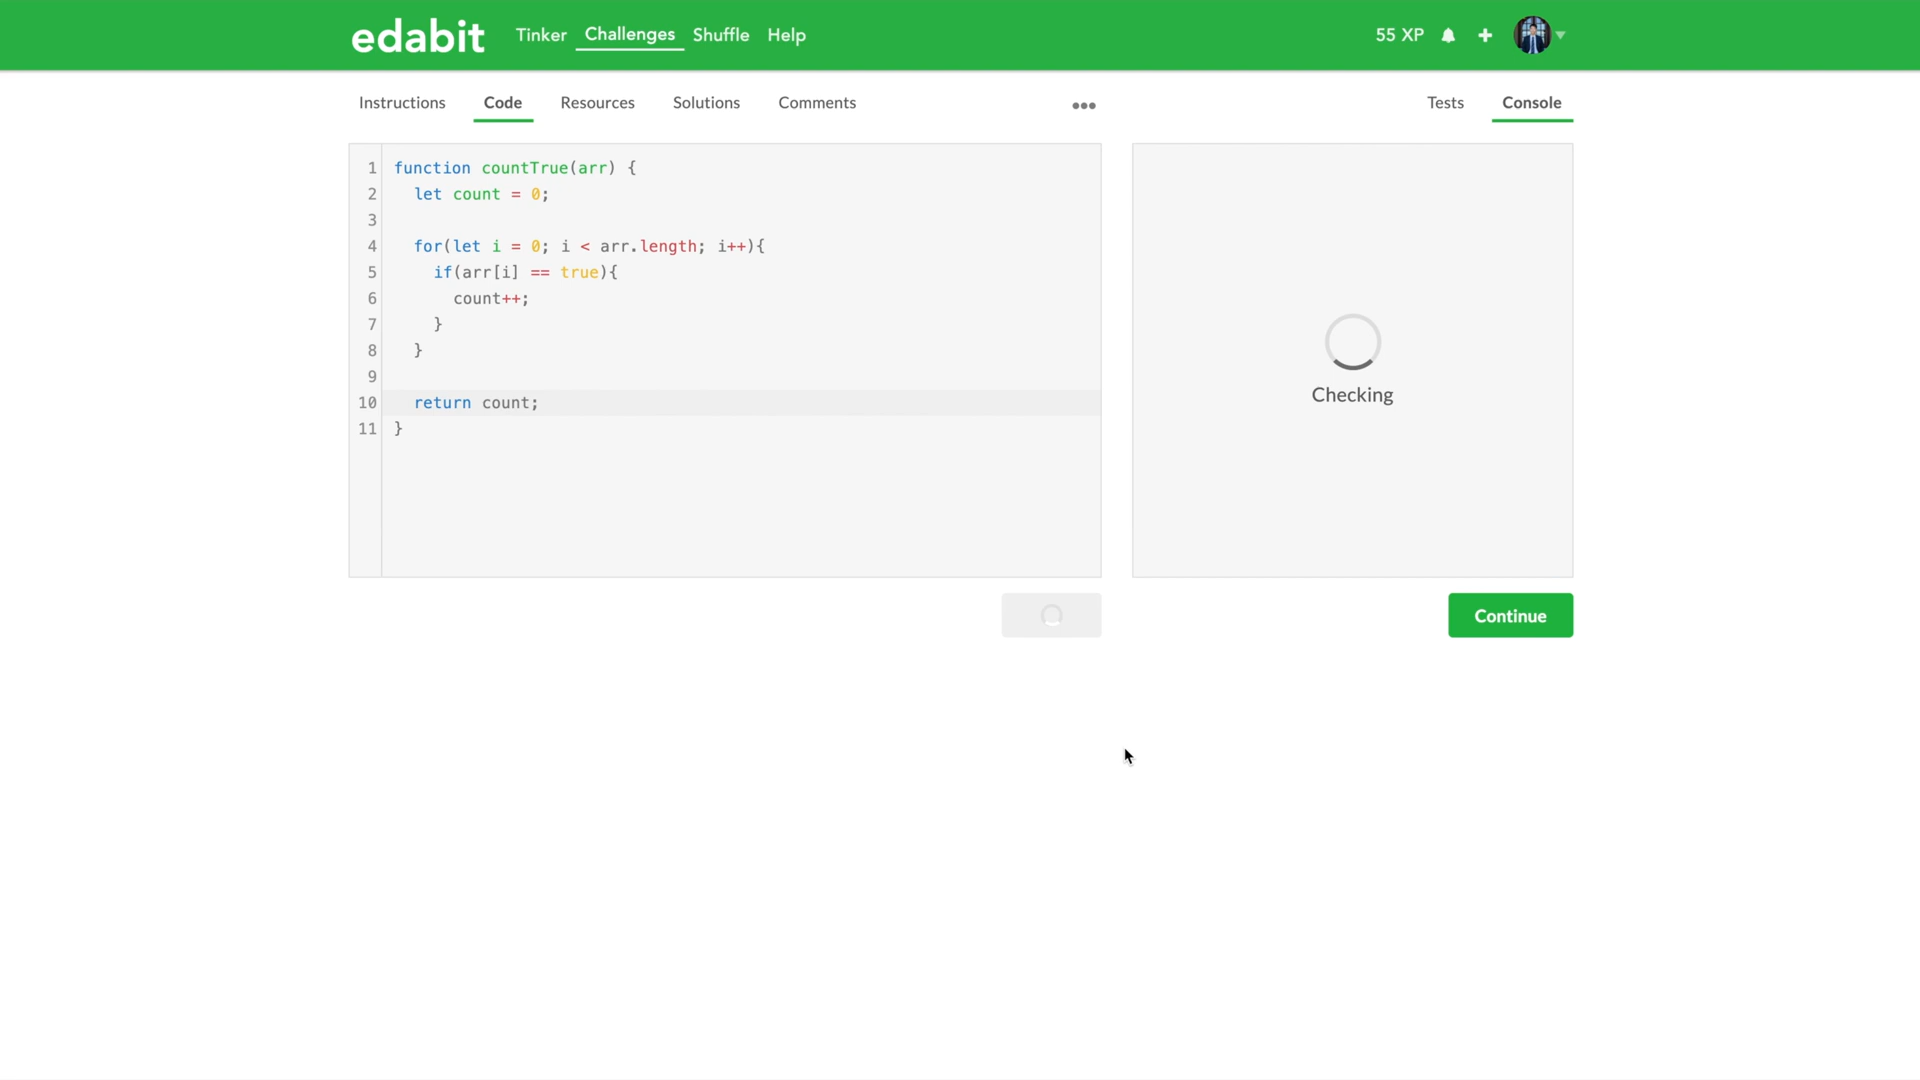 edabit Tinker Challenges Shuffle Help 55 XP
Instructions Code Resources Solutions Comments Tests Console
1 function countTrue(arr) {
2   let count = 0;
3
4   for(let i = 0; i < arr.length; i++){
5     if(arr[i] == true){
6       count++;
7     }
8   }
9
10   return count;
11 }
Checking
Continue